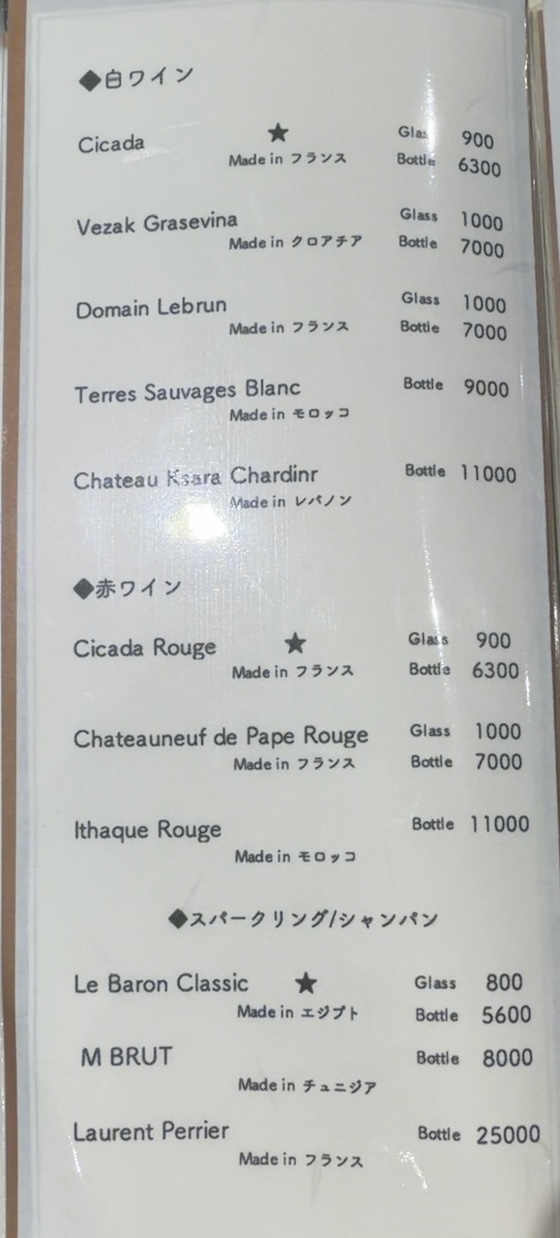 ◆白ワイン
Cicada ★ Glass 900
Made in フランス Bottle 6300
Vezak Grasevina Glass 1000
Made in クロアチア Bottle 7000
Domain Lebrun Glass 1000
Made in フランス Bottle 7000
Terres Sauvages Blanc Bottle 9000
Made in モロッコ
Chateau Ksara Chardinr Bottle 11000
Made in レバノン
◆赤ワイン
Cicada Rouge ★ Glass 900
Made in フランス Bottle 6300
Chateauneuf de Pape Rouge Glass 1000
Made in フランス Bottle 7000
Ithaque Rouge Bottle 11000
Made in モロッコ
◆スパークリング/シャンパン
Le Baron Classic ★ Glass 800
Made in エジプト Bottle 5600
M BRUT Bottle 8000
Made in チュニジア
Laurent Perrier Bottle 25000
Made in フランス